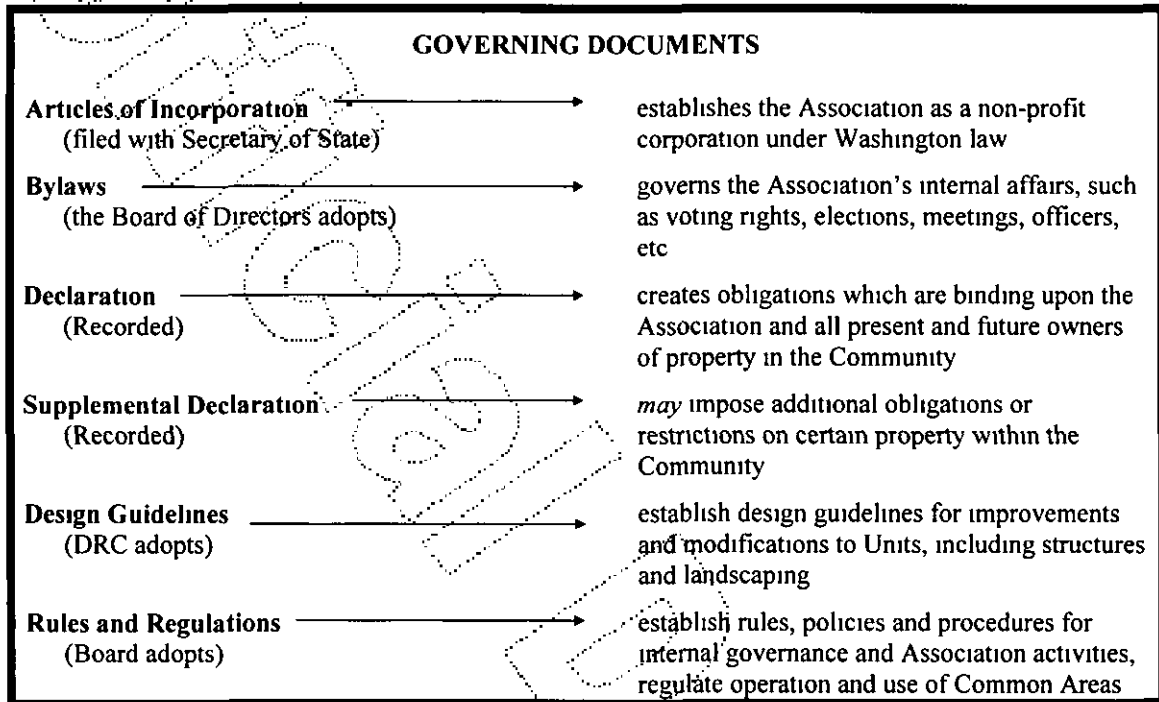 GOVERNING DOCUMENTS
Articles of Incorporation
(filed with Secretary of State)
establishes the Association as a non-profit
corporation under Washington law
Bylaws
(the Board of Directors adopts)
governs the Association's internal affairs, such
as voting rights, elections, meetings, officers,
etc
Declaration
(Recorded)
creates obligations which are binding upon the
Association and all present and future owners
of property in the Community
Supplemental Declaration
(Recorded)
may impose additional obligations or
restrictions on certain property within the
Community
Design Guidelines
(DRC adopts)
establish design guidelines for improvements
and modifications to Units, including structures
and landscaping
Rules and Regulations
(Board adopts)
establish rules, policies and procedures for
internal governance and Association activities,
regulate operation and use of Common Areas